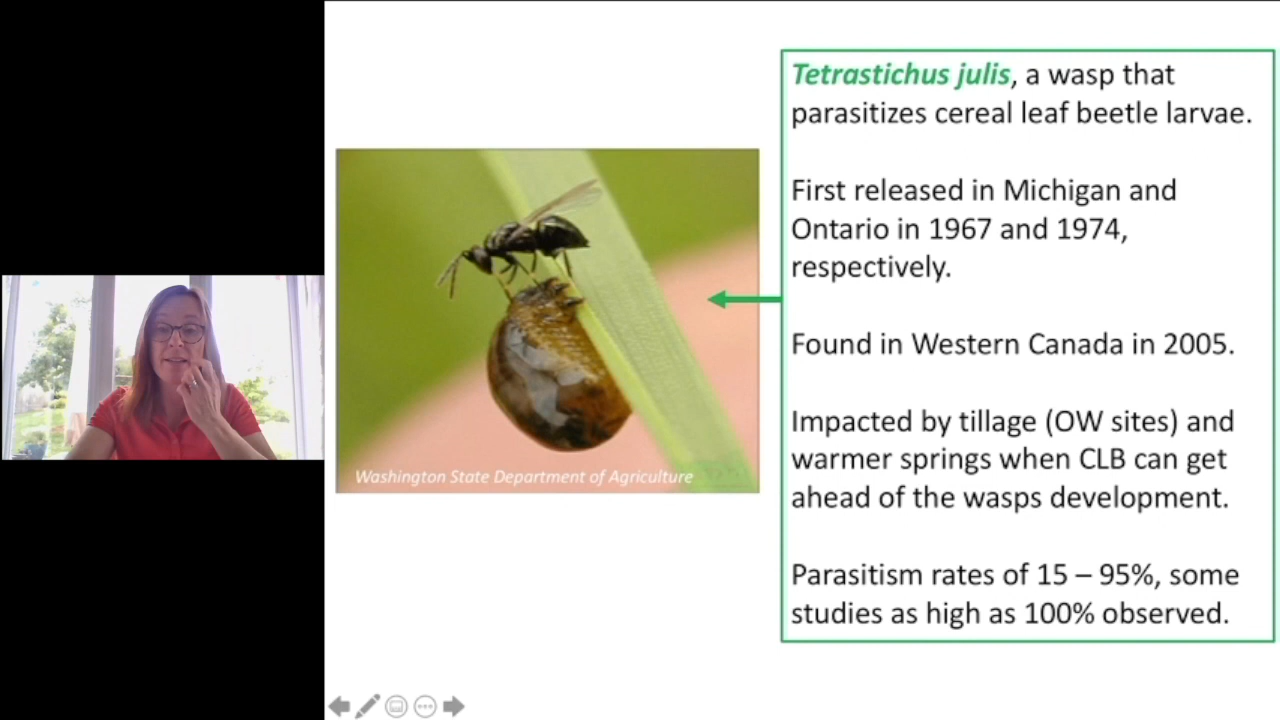 Tetrastichus julis, a wasp that
parasitizes cereal leaf beetle larvae.
First released in Michigan and
Ontario in 1967 and 1974,
respectively.
Found in Western Canada in 2005.
Impacted by tillage (OW sites) and
warmer springs when CLB can get
ahead of the wasps development.
Parasitism rates of 15 – 95%, some
studies as high as 100% observed.
Washington State Department of Agriculture